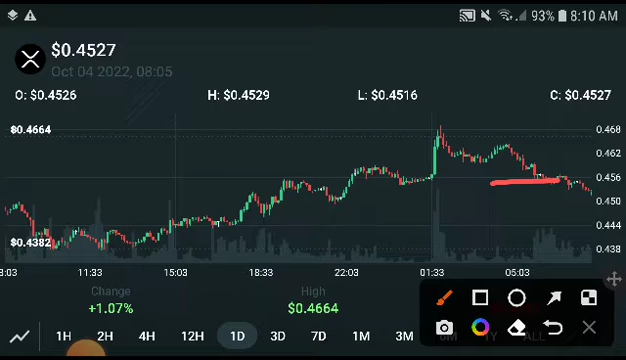 93% 8:10 AM
$0.4527
Oct 04 2022, 08:05
O: $0.4526 H: $0.4529 L: $0.4516 C: $0.4527
$0.4664 0.468
0.462
0.456
0.450
0.444
$0.4382 0.438
8:03 11:33 15:03 18:33 22:03 01:33 05:03
Change High
+1.07% $0.4664
1H 2H 4H 12H 1D 3D 7D 1M 3M ALL